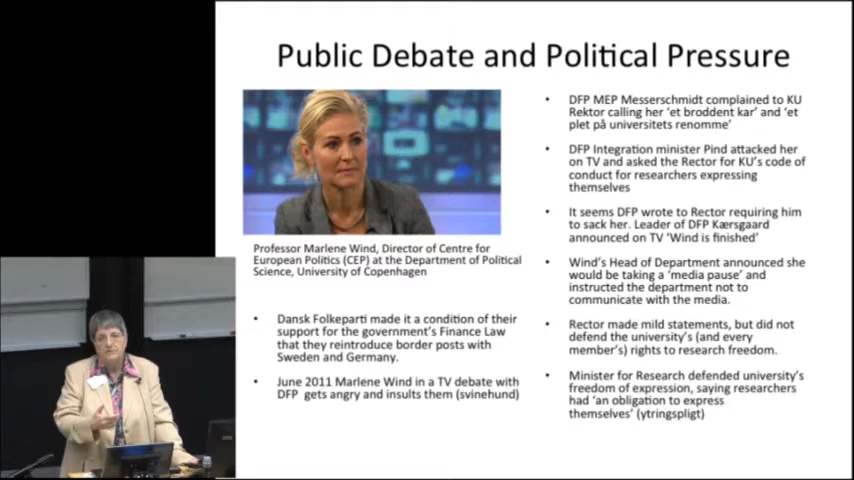 Public Debate and Political Pressure
Professor Marlene Wind, Director of Centre for
European Politics (CEP) at the Department of Political
Science, University of Copenhagen
• Dansk Folkeparti made it a condition of their
support for the government's Finance Law
that they reintroduce border posts with
Sweden and Germany.
• June 2011 Marlene Wind in a TV debate with
DFP gets angry and insults them (svinehund)
• DFP MEP Messerschmidt complained to KU
Rektor calling her 'et broddent kar' and 'et
plet på universitets renomme'
• DFP Integration minister Pind attacked her
on TV and asked the Rector for KU's code of
conduct for researchers expressing
themselves
• It seems DFP wrote to Rector requiring him
to sack her. Leader of DFP Kærsgaard
announced on TV 'Wind is finished'
• Wind's Head of Department announced she
would be taking a 'media pause' and
instructed the department not to
communicate with the media.
• Rector made mild statements, but did not
defend the university's (and every
member's) rights to research freedom.
• Minister for Research defended university's
freedom of expression, saying researchers
had 'an obligation to express
themselves' (ytringspligt)